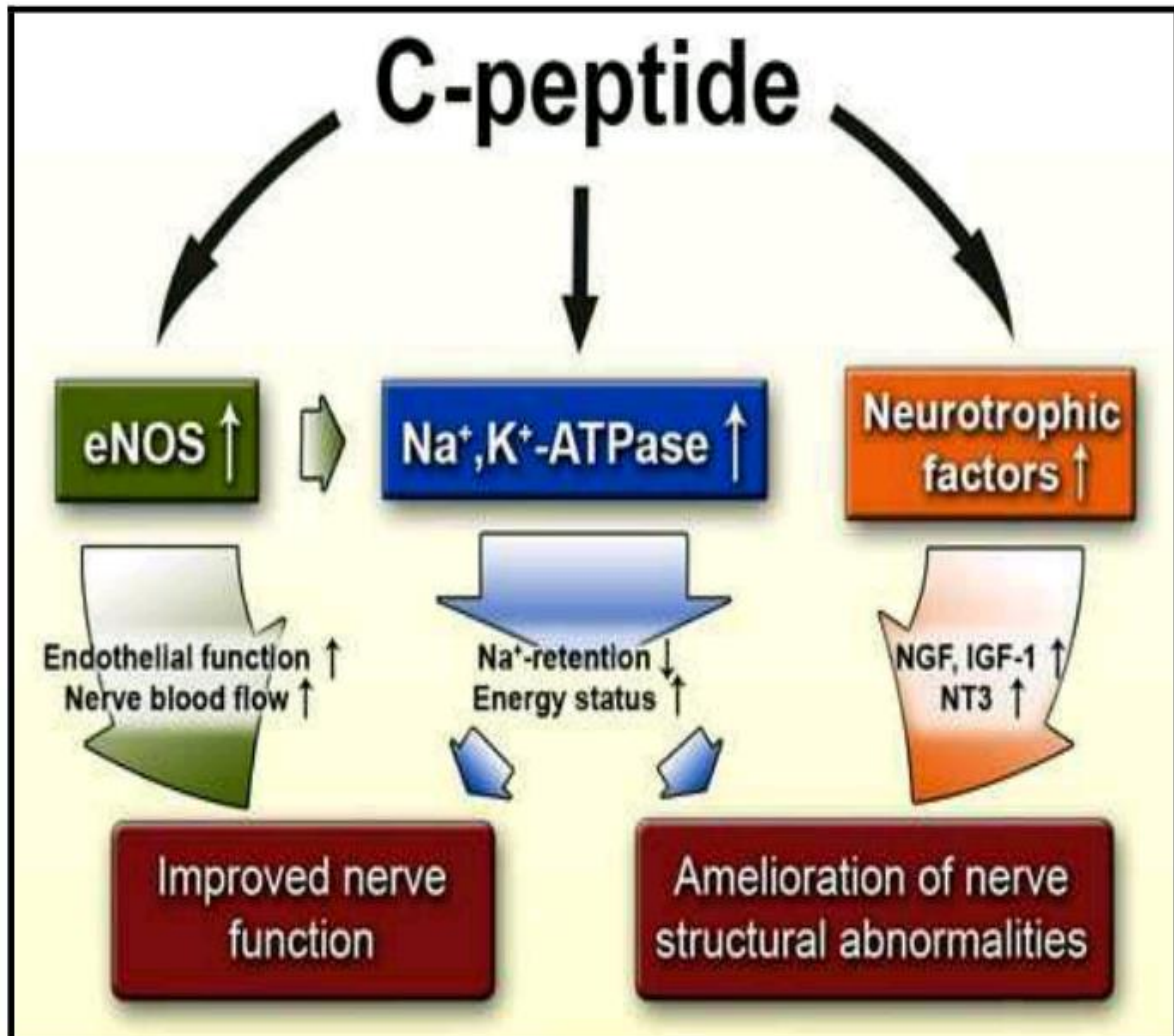 C-peptide
eNOS ↑
Na⁺,K⁺-ATPase ↑
Neurotrophic
factors ↑
Endothelial function ↑
Nerve blood flow ↑
Na⁺-retention ↓
Energy status ↑
NGF, IGF-1 ↑
NT3 ↑
Improved nerve
function
Amelioration of nerve
structural abnormalities